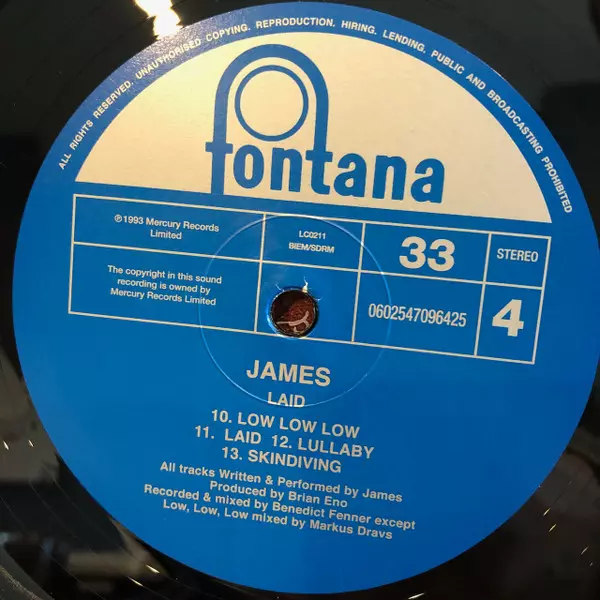 ALL RIGHTS RESERVED. UNAUTHORISED COPYING. REPRODUCTION. HIRING. LENDING. PUBLIC AND BROADCASTING PROHIBITED
fontana
℗1993 Mercury Records
Limited
LC0211
BIEM/SDRM
33
STEREO
The copyright in this sound
recording is owned by
Mercury Records Limited
0602547096425
4
JAMES
LAID
10. LOW LOW LOW
11. LAID 12. LULLABY
13. SKINDIVING
All tracks Written & Performed by James
Produced by Brian Eno
Recorded & mixed by Benedict Fenner except
Low, Low, Low mixed by Markus Dravs